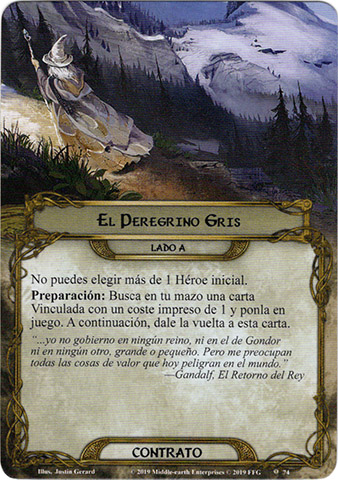 El Peregrino Gris
LADO A
No puedes elegir más de 1 Héroe inicial.
Preparación: Busca en tu mazo una carta
Vinculada con un coste impreso de 1 y ponla en
juego. A continuación, dale la vuelta a esta carta.
"...yo no gobierno en ningún reino, ni en el de Gondor
ni en ningún otro, grande o pequeño. Pero me preocupan
todas las cosas de valor que hoy peligran en el mundo."
—Gandalf, El Retorno del Rey
CONTRATO
Illus. Justin Gerard © 2019 Middle-earth Enterprises © 2019 FFG 74